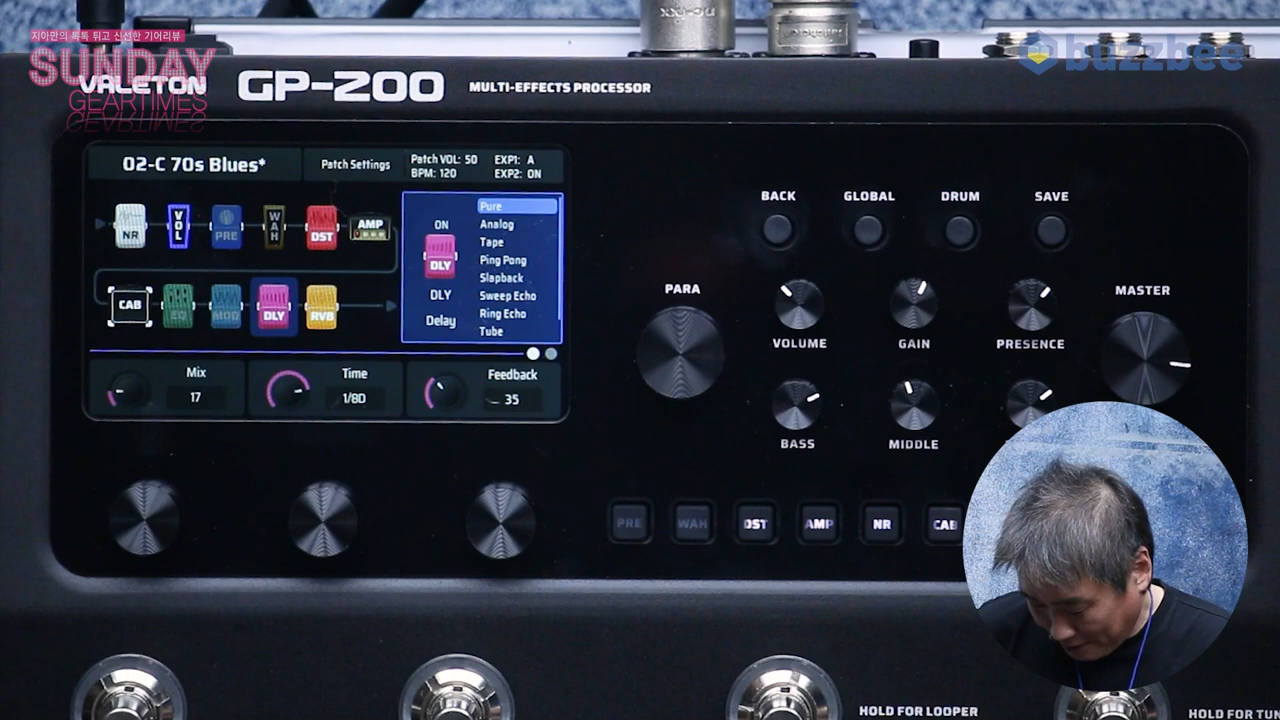 지아만의 톡톡 튀고 신선한 기어리뷰
SUNDAY
GEARTIMES
buzzbee
VALETON
GP-200
MULTI-EFFECTS PROCESSOR
02-C 70s Blues*
Patch Settings
Patch VOL: 50
BPM: 120
EXP1: A
EXP2: ON
NR
VOL
PRE
WAH
DST
AMP
CAB
EQ
MOD
DLY
RVB
ON
DLY
DLY
Delay
Pure
Analog
Tape
Ping Pong
Slapback
Sweep Echo
Ring Echo
Tube
Mix
17
Time
1/8D
Feedback
35
BACK
GLOBAL
DRUM
SAVE
PARA
VOLUME
GAIN
PRESENCE
MASTER
BASS
MIDDLE
PRE
WAH
DST
AMP
NR
CAB
HOLD FOR LOOPER
HOLD FOR TUN